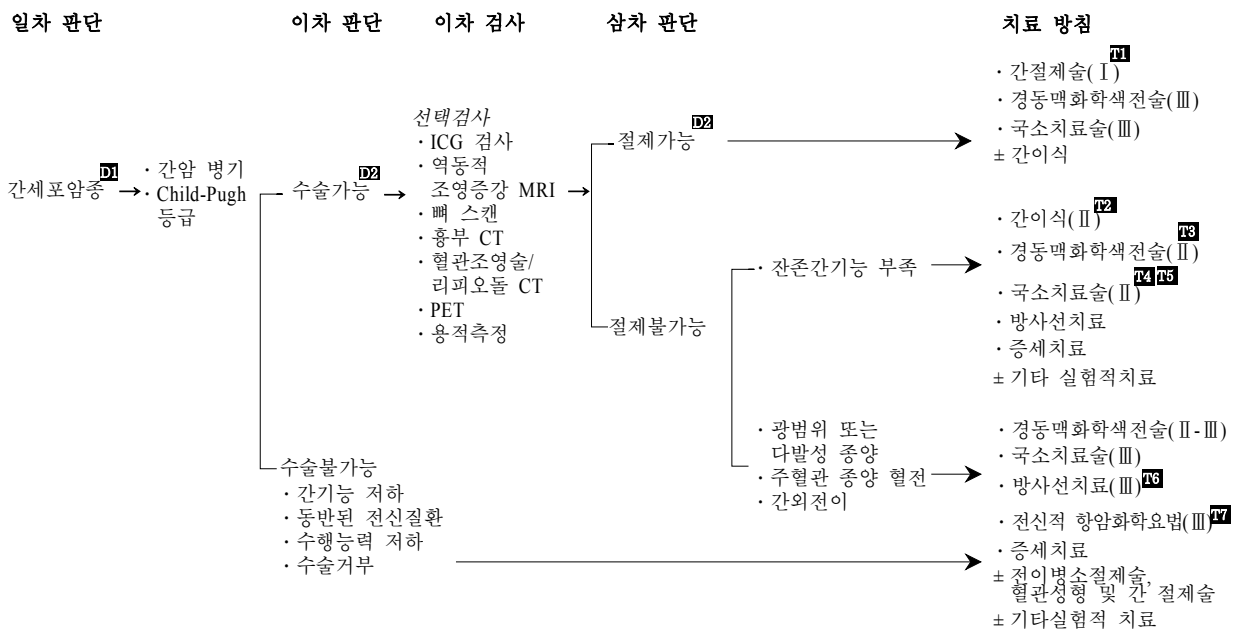 일차 판단
이차 판단
이차 검사
삼차 판단
치료 방침
간세포암종 D1
· 간암 병기
· Child-Pugh
등급
수술가능 D2
수술불가능
· 간기능 저하
· 동반된 전신질환
· 수행능력 저하
· 수술거부
선택검사
· ICG 검사
· 역동적
조영증강 MRI
· 뼈 스캔
· 흉부 CT
· 혈관조영술/
리피오돌 CT
· PET
· 용적측정
절제가능 D2
절제불가능
· 잔존간기능 부족
· 광범위 또는
다발성 종양
· 주혈관 종양 혈전
· 간외전이
· 간절제술(Ⅰ) T1
· 경동맥화학색전술(Ⅲ)
· 국소치료술(Ⅲ)
± 간이식
· 간이식(Ⅱ) T2
· 경동맥화학색전술(Ⅱ) T3
· 국소치료술(Ⅱ) T4 T5
· 방사선치료
· 증세치료
± 기타 실험적치료
· 경동맥화학색전술(Ⅱ-Ⅲ)
· 국소치료술(Ⅲ)
· 방사선치료(Ⅲ) T6
· 전신적 항암화학요법(Ⅲ) T7
· 증세치료
± 전이병소절제술,
혈관성형 및 간 절제술
± 기타실험적 치료